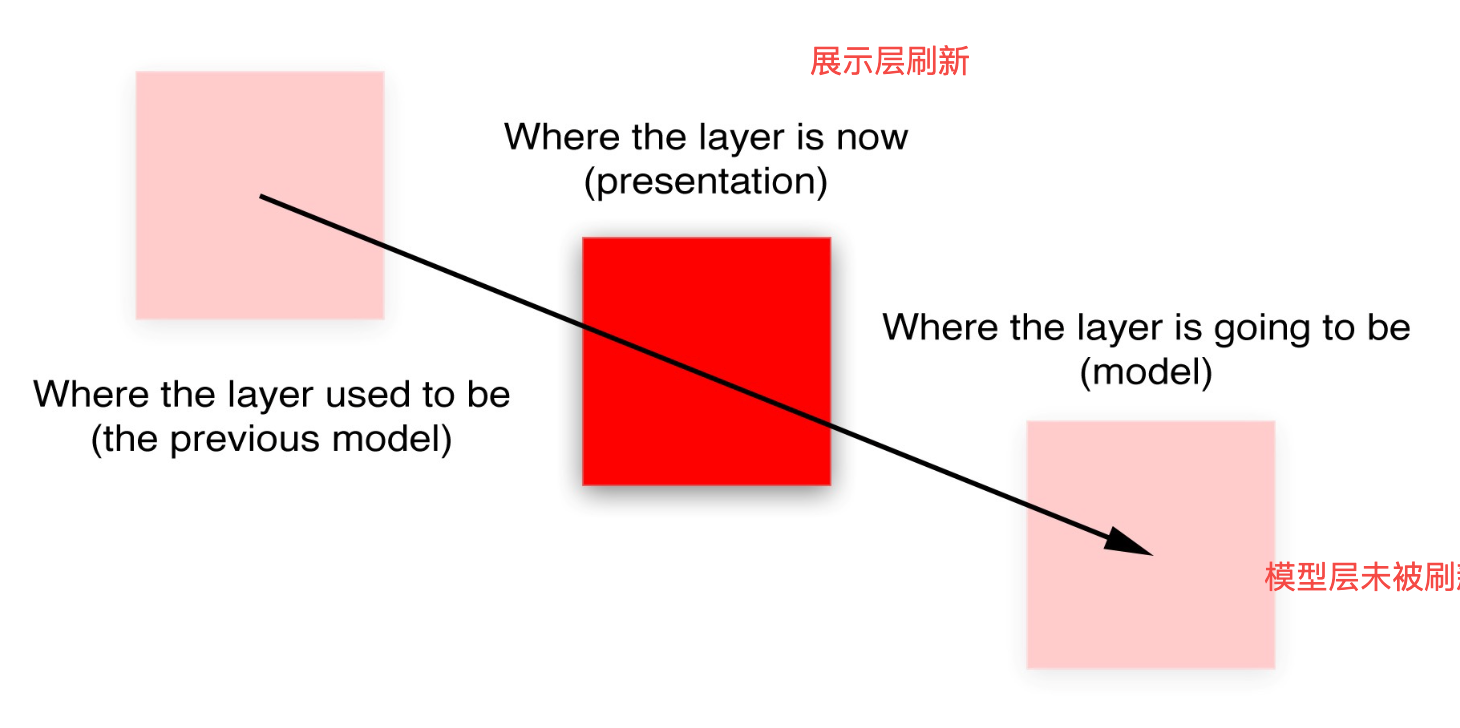 展示层刷新
Where the layer is now
(presentation)
Where the layer is going to be
(model)
Where the layer used to be
(the previous model)
模型层未被刷